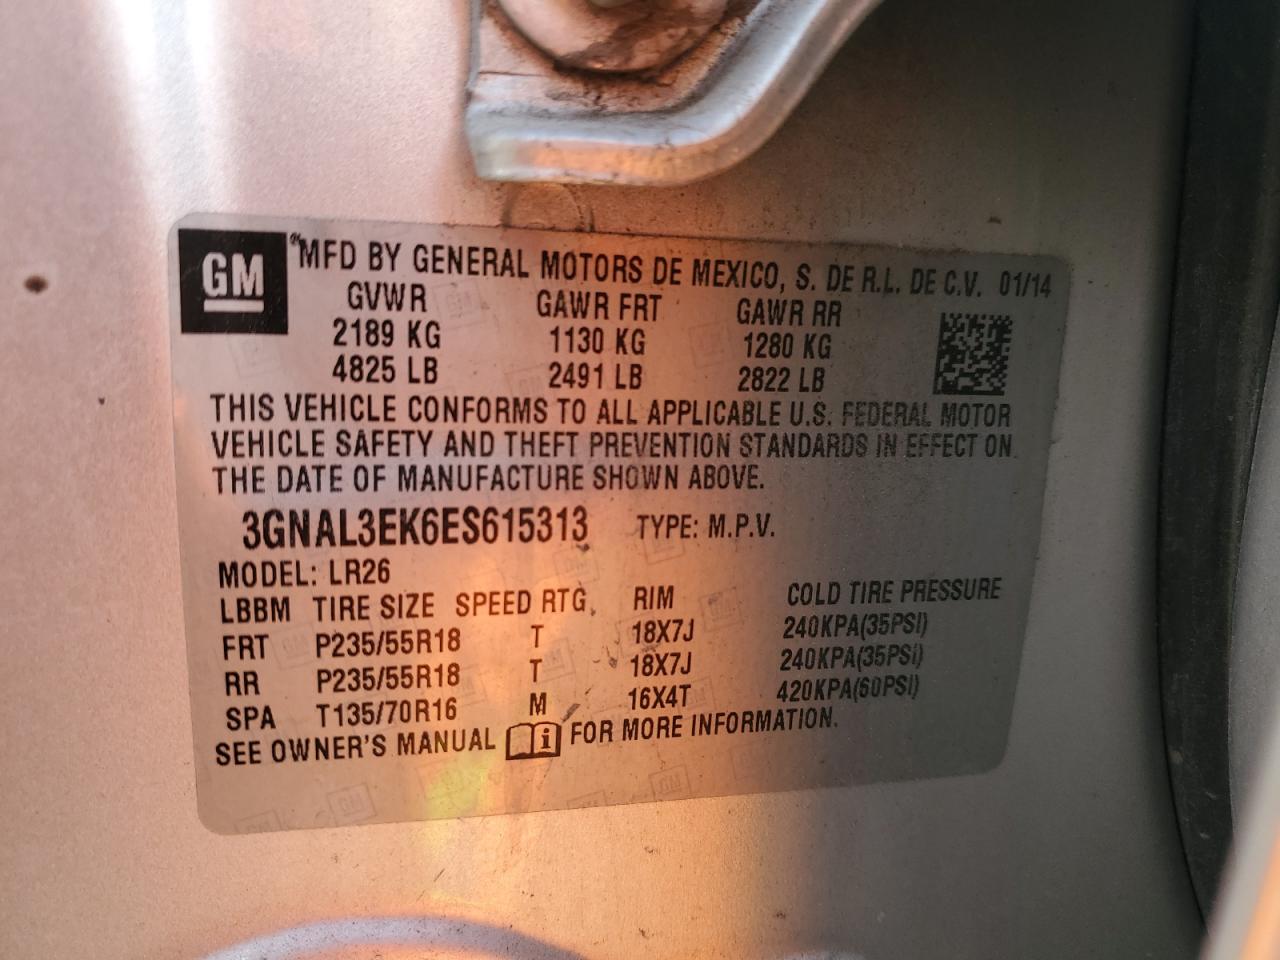 GM
MFD BY GENERAL MOTORS DE MEXICO, S. DE R.L. DE C.V. 01/14
GVWR GAWR FRT GAWR RR
2189 KG 1130 KG 1280 KG
4825 LB 2491 LB 2822 LB
THIS VEHICLE CONFORMS TO ALL APPLICABLE U.S. FEDERAL MOTOR
VEHICLE SAFETY AND THEFT PREVENTION STANDARDS IN EFFECT ON
THE DATE OF MANUFACTURE SHOWN ABOVE.
3GNAL3EK6ES615313 TYPE: M.P.V.
MODEL: LR26
LBBM TIRE SIZE SPEED RTG RIM COLD TIRE PRESSURE
FRT P235/55R18 T 18X7J 240KPA(35PSI)
RR P235/55R18 T 18X7J 240KPA(35PSI)
SPA T135/70R16 M 16X4T 420KPA(60PSI)
SEE OWNER'S MANUAL i FOR MORE INFORMATION.